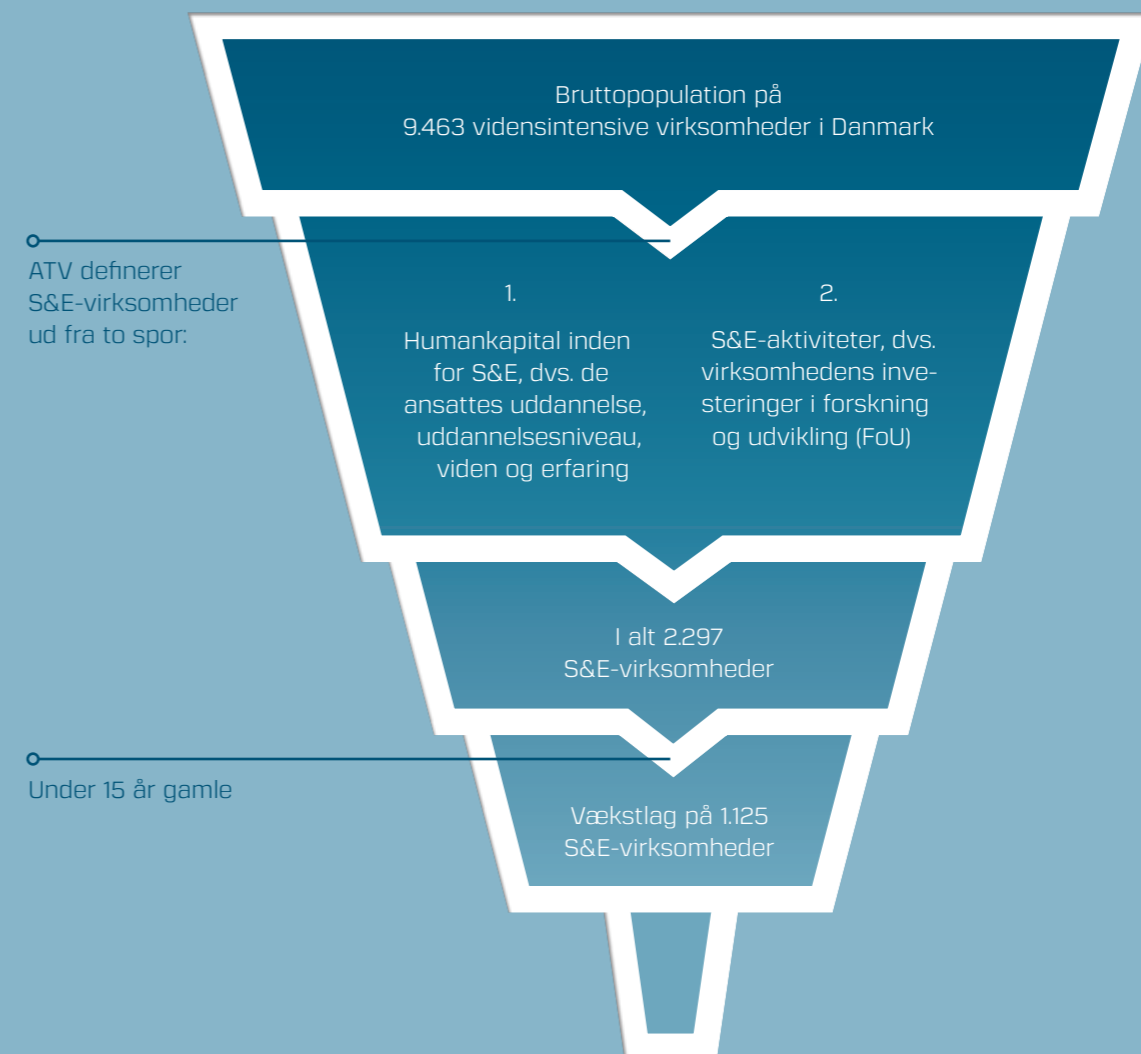 Bruttopopulation på
9.463 vidensintensive virksomheder i Danmark
ATV definerer
S&E-virksomheder
ud fra to spor:
1.
Humankapital inden
for S&E, dvs. de
ansattes uddannelse,
uddannelsesniveau,
viden og erfaring
2.
S&E-aktiviteter, dvs.
virksomhedens inve-
steringer i forskning
og udvikling (FoU)
I alt 2.297
S&E-virksomheder
Under 15 år gamle
Vækstlag på 1.125
S&E-virksomheder